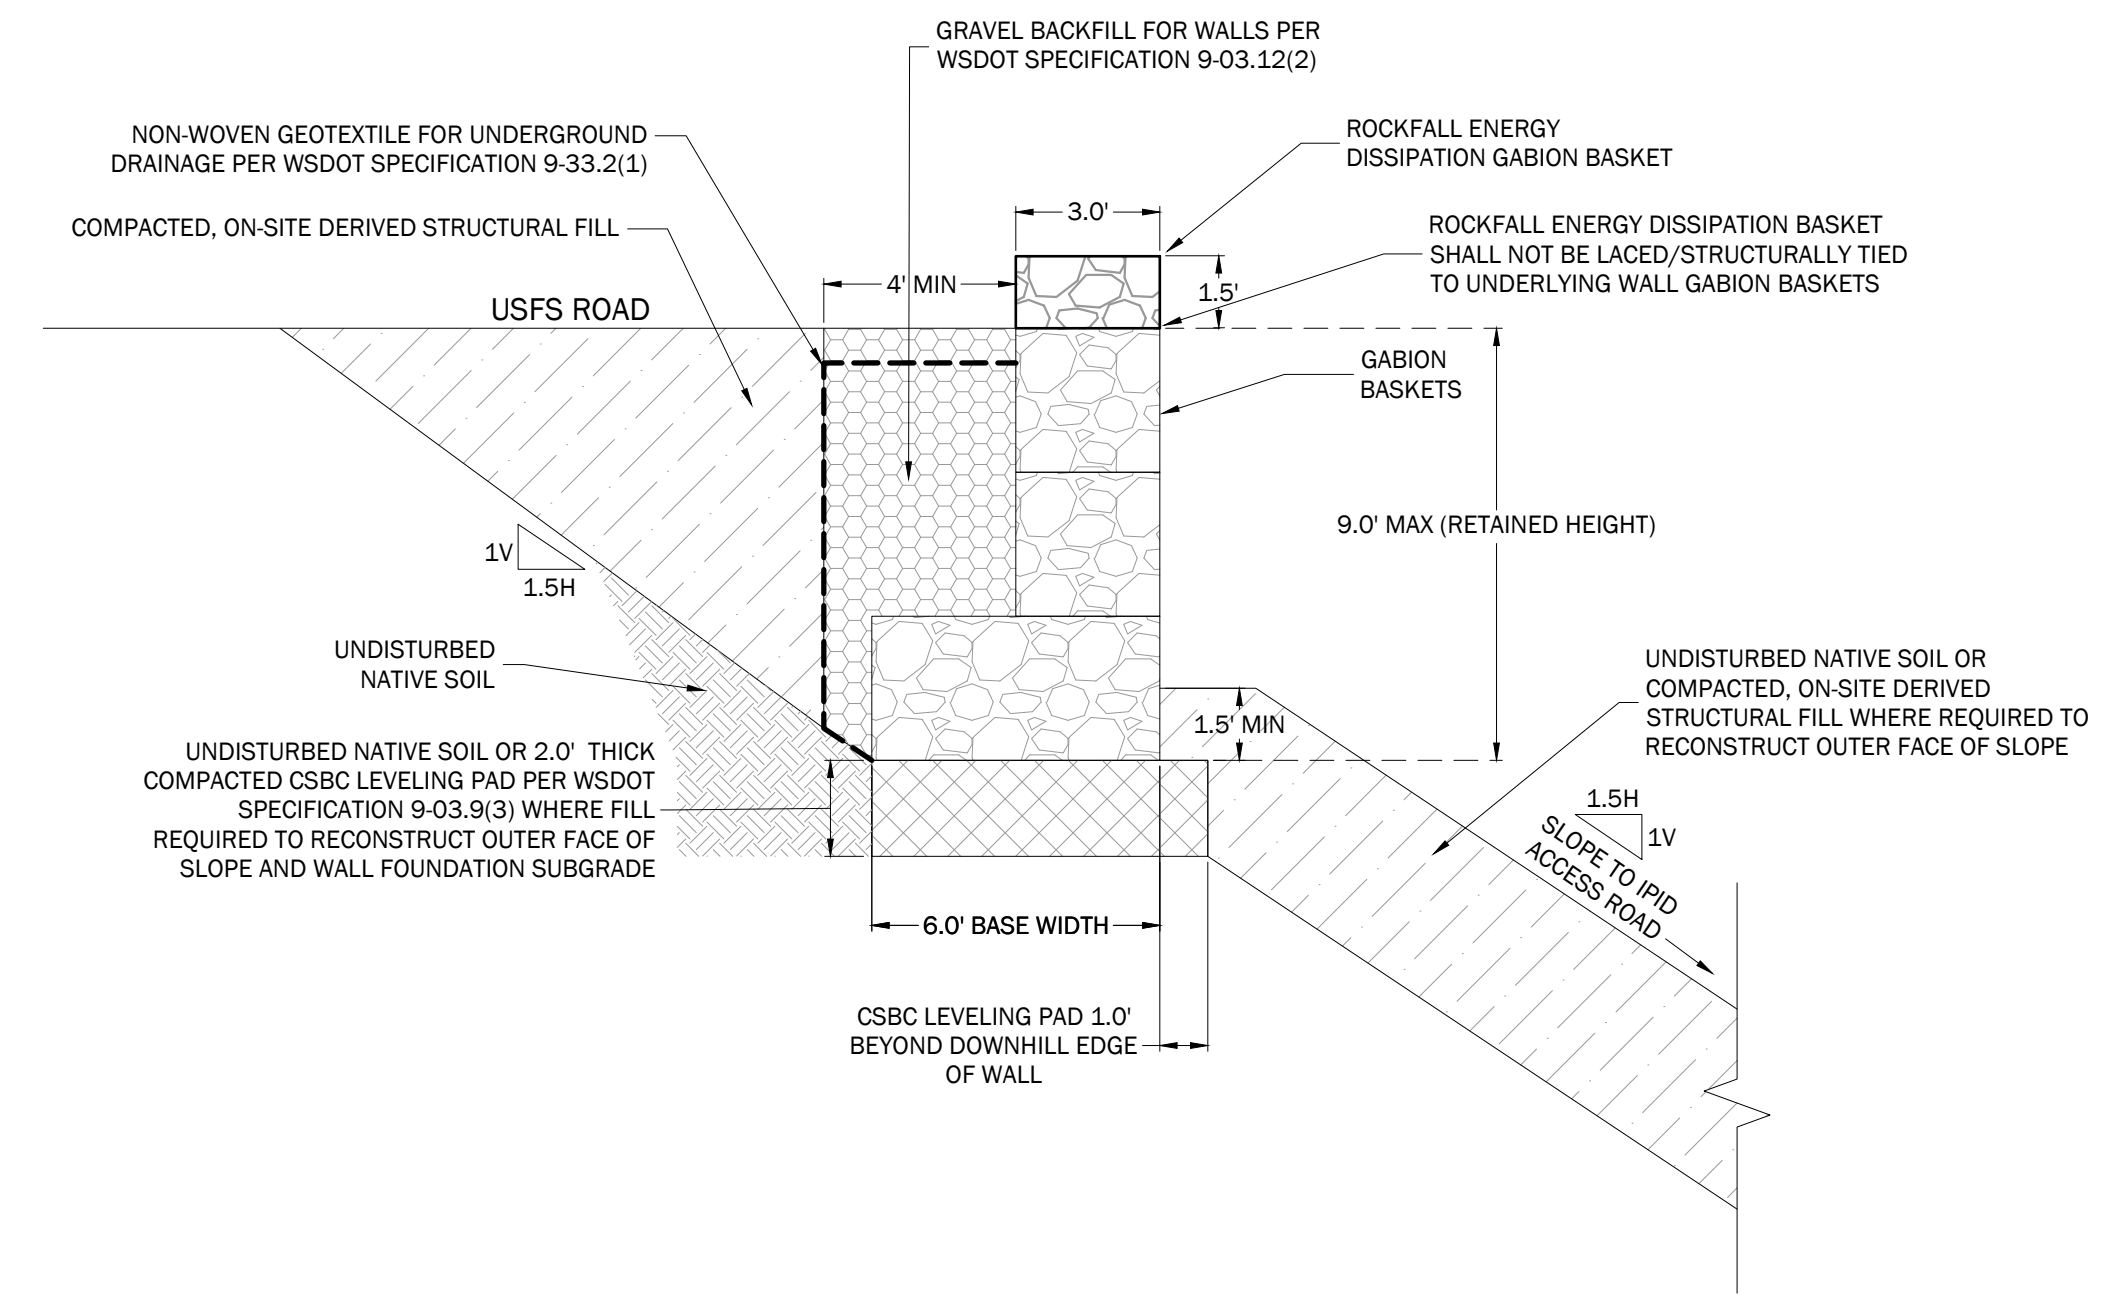 GRAVEL BACKFILL FOR WALLS PER
WSDOT SPECIFICATION 9-03.12(2)
NON-WOVEN GEOTEXTILE FOR UNDERGROUND
DRAINAGE PER WSDOT SPECIFICATION 9-33.2(1)
ROCKFALL ENERGY
DISSIPATION GABION BASKET
COMPACTED, ON-SITE DERIVED STRUCTURAL FILL
3.0'
ROCKFALL ENERGY DISSIPATION BASKET
SHALL NOT BE LACED/STRUCTURALLY TIED
TO UNDERLYING WALL GABION BASKETS
4' MIN
1.5'
USFS ROAD
GABION
BASKETS
9.0' MAX (RETAINED HEIGHT)
1V
1.5H
UNDISTURBED
NATIVE SOIL
UNDISTURBED NATIVE SOIL OR
COMPACTED, ON-SITE DERIVED
STRUCTURAL FILL WHERE REQUIRED TO
RECONSTRUCT OUTER FACE OF SLOPE
1.5' MIN
UNDISTURBED NATIVE SOIL OR 2.0' THICK
COMPACTED CSBC LEVELING PAD PER WSDOT
SPECIFICATION 9-03.9(3) WHERE FILL
REQUIRED TO RECONSTRUCT OUTER FACE OF
SLOPE AND WALL FOUNDATION SUBGRADE
1.5H
1V
SLOPE TO IPID
ACCESS ROAD
6.0' BASE WIDTH
CSBC LEVELING PAD 1.0'
BEYOND DOWNHILL EDGE
OF WALL